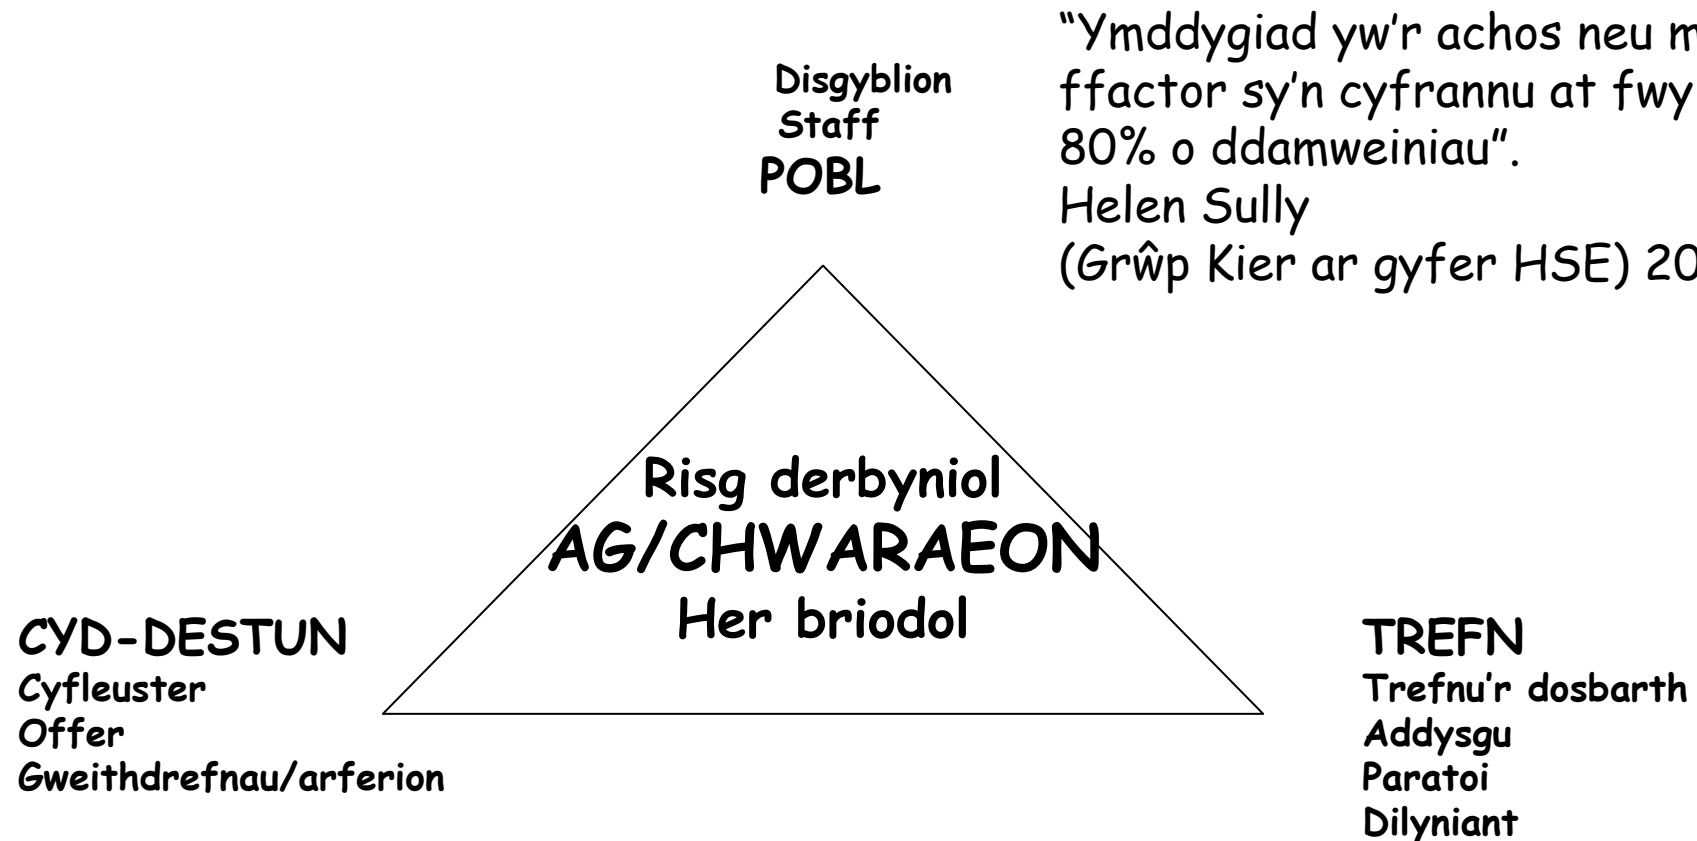 Disgyblion
Staff
POBL
"Ymddygiad yw'r achos neu
ffactor sy'n cyfrannu at fwy
80% o ddamweiniau".
Helen Sully
(Grŵp Kier ar gyfer HSE)
Risg derbyniol
AG/CHWARAEON
Her briodol
CYD-DESTUN
Cyfleuster
Offer
Gweithdrefnau/arferion
TREFN
Trefnu'r dosbarth
Addysgu
Paratoi
Dilyniant